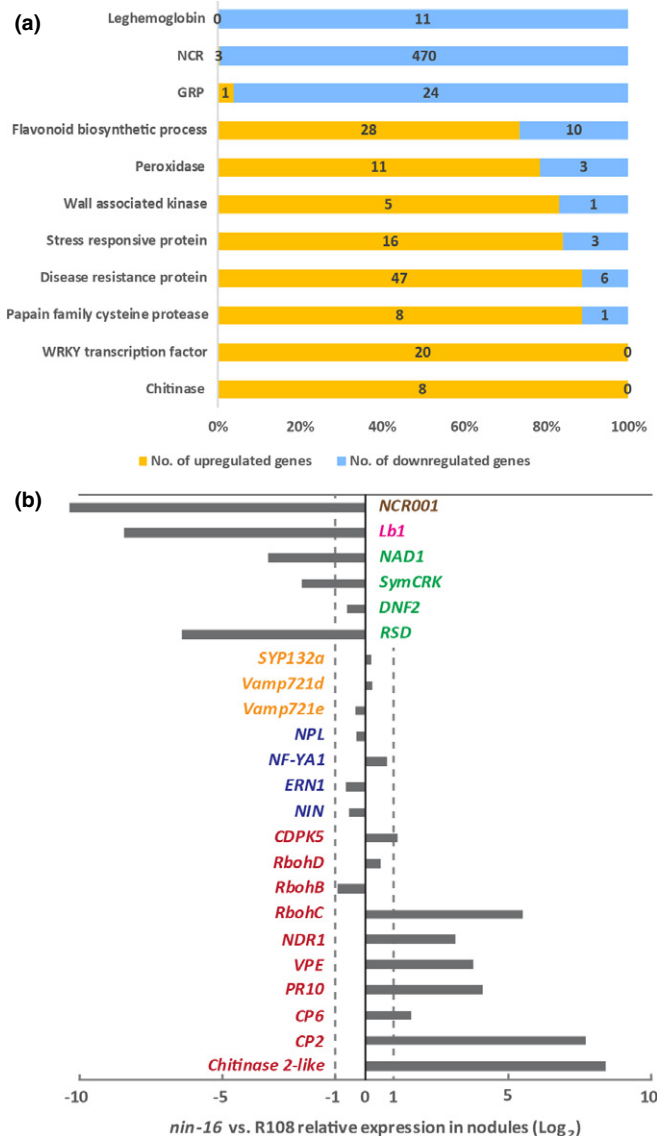 (a)
Leghemoglobin 0 11
NCR 3 470
GRP 1 24
Flavonoid biosynthetic process 28 10
Peroxidase 11 3
Wall associated kinase 5 1
Stress responsive protein 16 3
Disease resistance protein 47 6
Papain family cysteine protease 8 1
WRKY transcription factor 20 0
Chitinase 8 0
0% 20% 40% 60% 80% 100%
No. of upregulated genes No. of downregulated genes
(b)
NCR001
Lb1
NAD1
SymCRK
DNF2
RSD
SYP132a
Vamp721d
Vamp721e
NPL
NF-YA1
ERN1
NIN
CDPK5
RbohD
RbohB
RbohC
NDR1
VPE
PR10
CP6
CP2
Chitinase 2-like
-10 -5 -1 0 1 5 10
nin-16 vs. R108 relative expression in nodules (Log2)